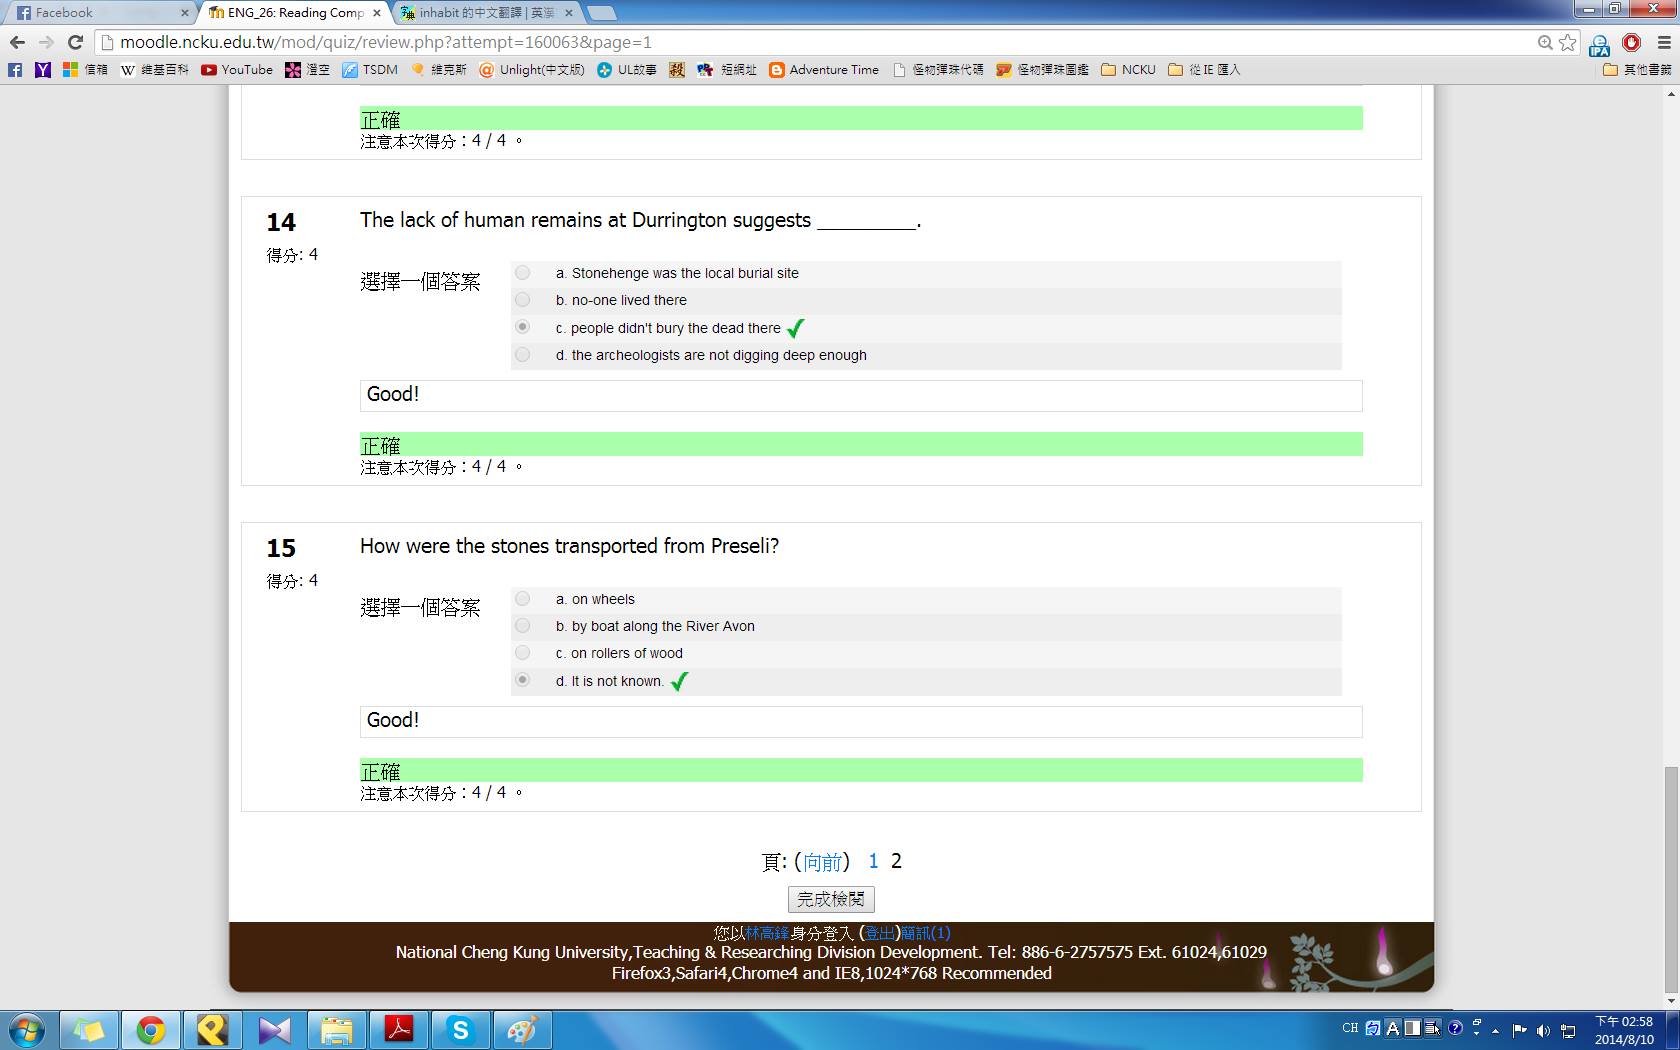 Facebook
ENG_26: Reading Comp
inhabit 的中文翻譯 | 英漢
moodle.ncku.edu.tw/mod/quiz/review.php?attempt=160063&page=1
信箱
維基百科
YouTube
澄空
TSDM
維克斯
Unlight(中文版)
UL故事
短網址
Adventure Time
怪物彈珠代碼
怪物彈珠圖鑑
NCKU
從 IE 匯入
其他書籤
正確
注意本次得分：4 / 4 。
14
The lack of human remains at Durrington suggests _________.
得分: 4
選擇一個答案
a. Stonehenge was the local burial site
b. no-one lived there
c. people didn't bury the dead there
d. the archeologists are not digging deep enough
Good!
正確
注意本次得分：4 / 4 。
15
How were the stones transported from Preseli?
得分: 4
選擇一個答案
a. on wheels
b. by boat along the River Avon
c. on rollers of wood
d. It is not known.
Good!
正確
注意本次得分：4 / 4 。
頁: (向前) 1 2
完成檢閱
您以林高鋒身分登入 (登出)簡訊(1)
National Cheng Kung University,Teaching & Researching Division Development. Tel: 886-6-2757575 Ext. 61024,61029
Firefox3,Safari4,Chrome4 and IE8,1024*768 Recommended
CH
下午 02:58
2014/8/10